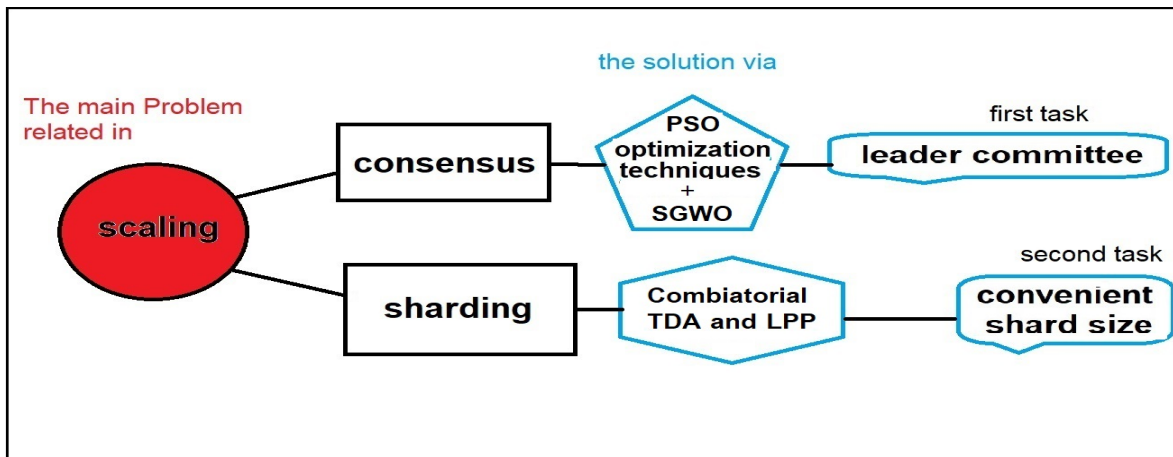 The main Problem
related in
scaling
consensus
the solution via
PSO
optimization
techniques
+
SGWO
first task
leader committee
sharding
Combiatorial
TDA and LPP
second task
convenient
shard size